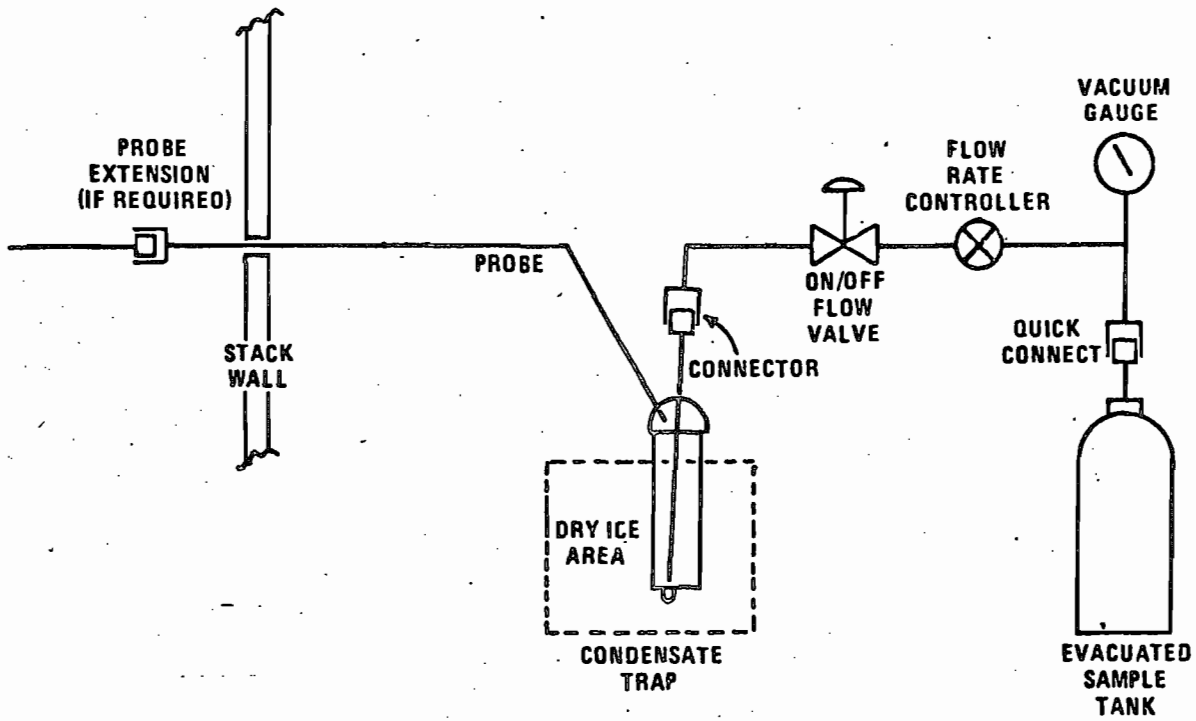 VACUUM
GAUGE
PROBE
EXTENSION
(IF REQUIRED)
FLOW
RATE
CONTROLLER
PROBE
ON/OFF
FLOW
VALVE
QUICK
CONNECT
STACK
WALL
CONNECTOR
DRY ICE
AREA
CONDENSATE
TRAP
EVACUATED
SAMPLE
TANK